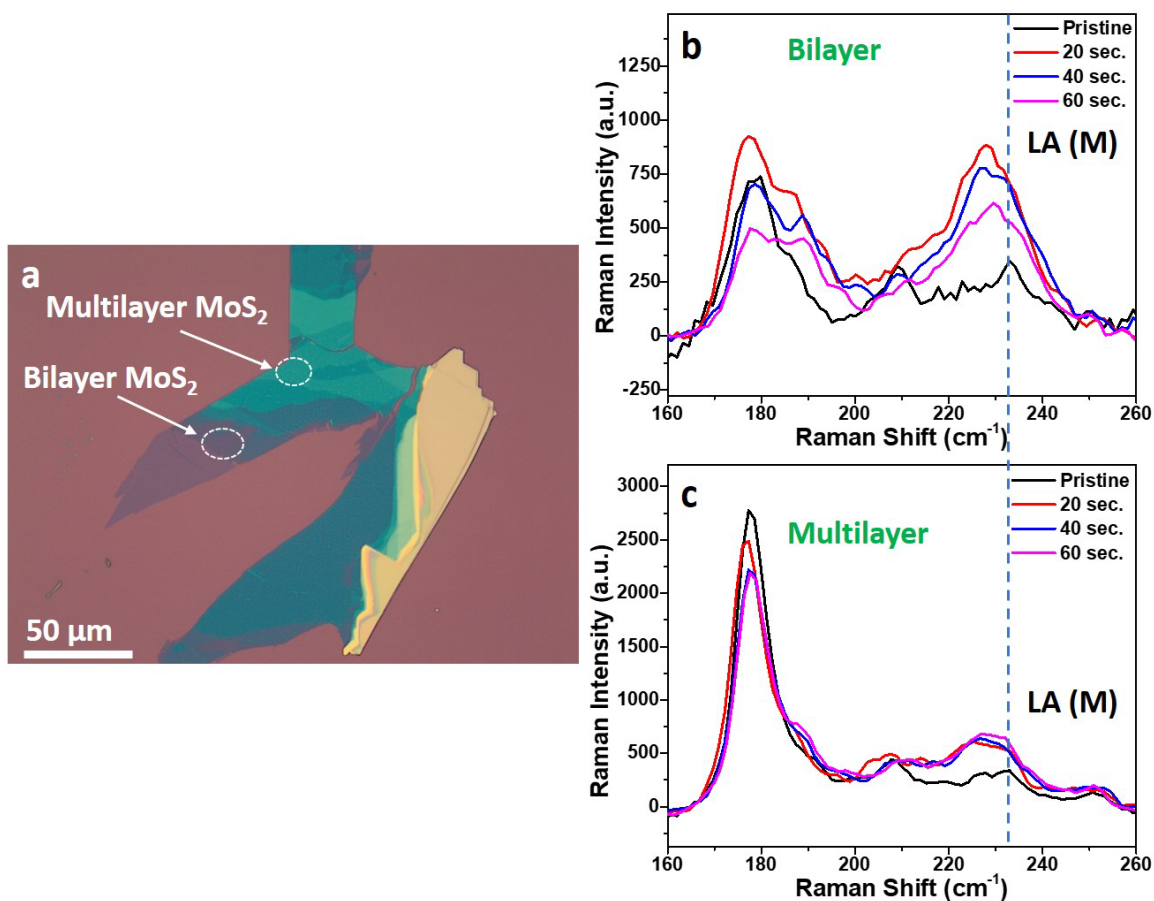 a
Multilayer MoS₂
Bilayer MoS₂
50 µm
b
Bilayer
Pristine
20 sec.
40 sec.
60 sec.
LA (M)
Raman Intensity (a.u.)
1250
1000
750
500
250
0
-250
160 180 200 220 240 260
Raman Shift (cm⁻¹)
c
Multilayer
Pristine
20 sec.
40 sec.
60 sec.
LA (M)
Raman Intensity (a.u.)
3000
2500
2000
1500
1000
500
0
160 180 200 220 240 260
Raman Shift (cm⁻¹)